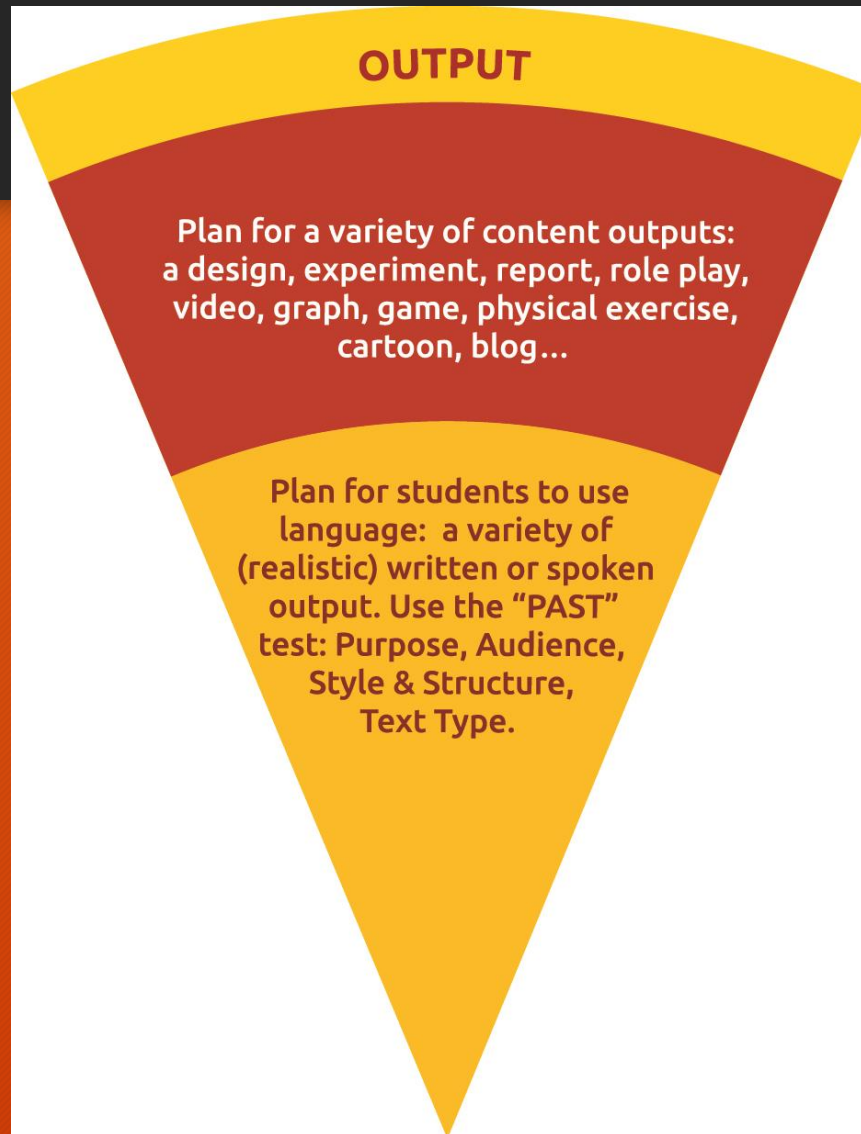 OUTPUT
Plan for a variety of content outputs:
a design, experiment, report, role play,
video, graph, game, physical exercise,
cartoon, blog...
Plan for students to use
language: a variety of
(realistic) written or spoken
output. Use the “PAST”
test: Purpose, Audience,
Style & Structure,
Text Type.